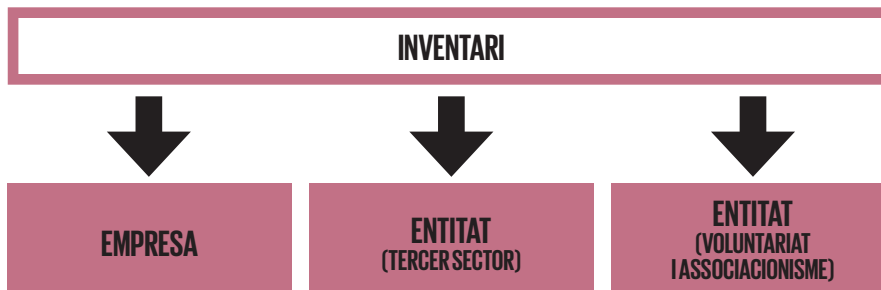 INVENTARI
EMPRESA
ENTITAT
(TERCER SECTOR)
ENTITAT
(VOLUNTARIAT
I ASSOCIACIONISME)